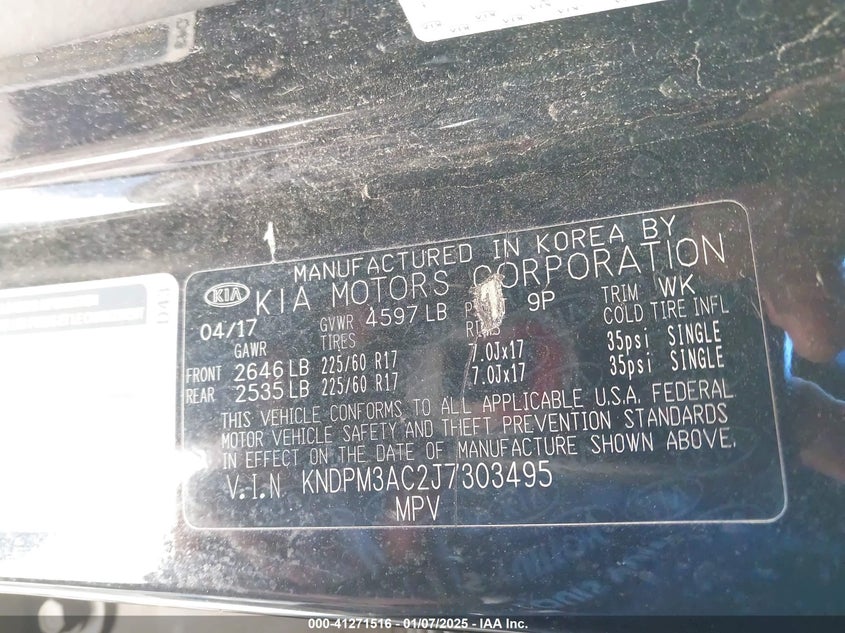 MANUFACTURED IN KOREA BY
KIA KIA MOTORS CORPORATION
04/17 GVWR 4597 LB 9P TRIM WK
GAWR TIRES COLD TIRE INFL
FRONT 2646 LB 225/60 R17 7.0Jx17 35psi SINGLE
REAR 2535 LB 225/60 R17 7.0Jx17 35psi SINGLE
THIS VEHICLE CONFORMS TO ALL APPLICABLE U.S.A. FEDERAL
MOTOR VEHICLE SAFETY AND THEFT PREVENTION STANDARDS
IN EFFECT ON THE DATE OF MANUFACTURE SHOWN ABOVE.
V.I.N KNDPM3AC2J7303495
MPV
000-41271516 - 01/07/2025 - IAA Inc.